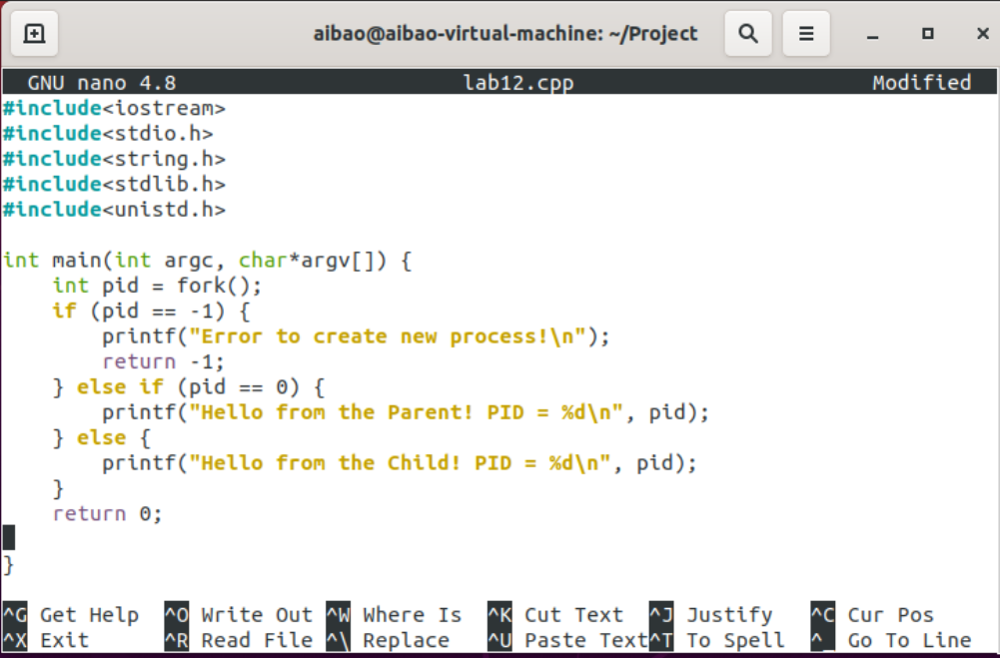 aibao@aibao-virtual-machine: ~/Project
GNU nano 4.8 lab12.cpp Modified
#include<iostream>
#include<stdio.h>
#include<string.h>
#include<stdlib.h>
#include<unistd.h>
int main(int argc, char*argv[]) {
    int pid = fork();
    if (pid == -1) {
        printf("Error to create new process!\n");
        return -1;
    } else if (pid == 0) {
        printf("Hello from the Parent! PID = %d\n", pid);
    } else {
        printf("Hello from the Child! PID = %d\n", pid);
    }
    return 0;
}
^G Get Help ^O Write Out ^W Where Is ^K Cut Text ^J Justify ^C Cur Pos
^X Exit ^R Read File ^\ Replace ^U Paste Text ^T To Spell ^_ Go To Line